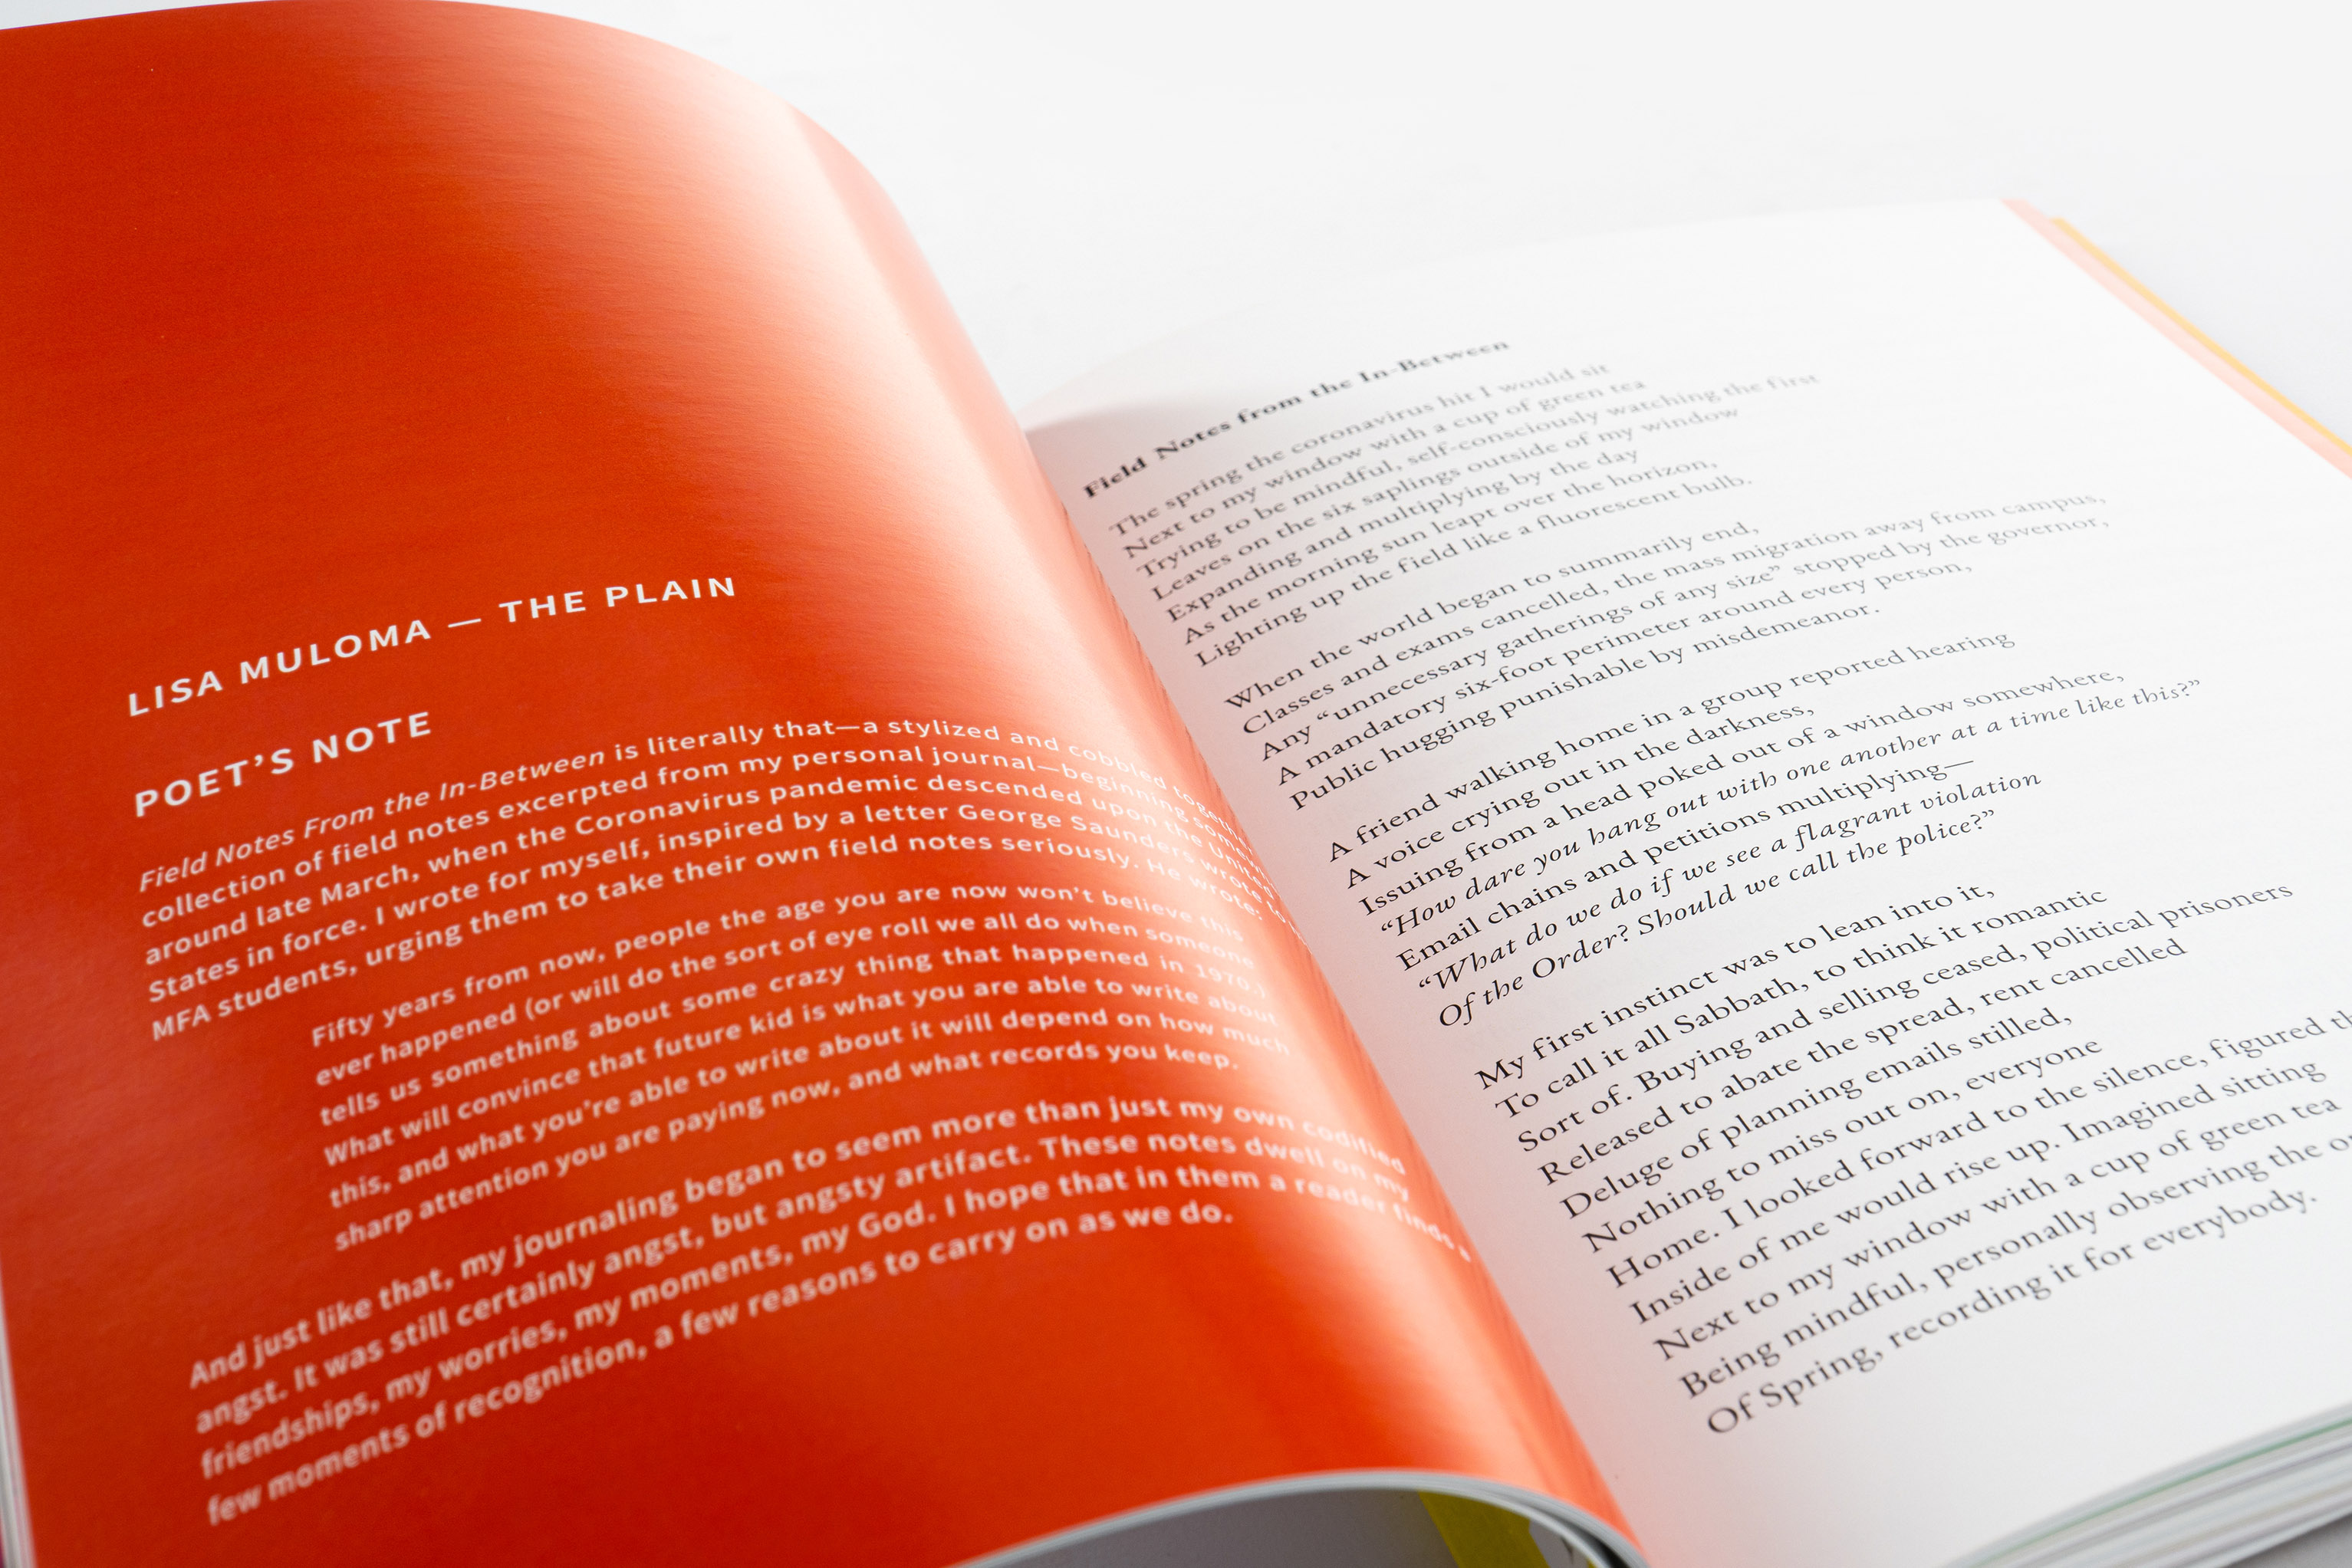 LISA MULOMA — THE PLAIN
POET'S NOTE
Field Notes From the In-Between is literally that—a stylized and cobbled together
collection of field notes excerpted from my personal journal—beginning
around late March, when the Coronavirus pandemic descended upon the United
States in force. I wrote for myself, inspired by a letter George Saunders wrote to
MFA students, urging them to take their own field notes seriously. He wrote:
Fifty years from now, people the age you are now won't believe this
ever happened (or will do the sort of eye roll we all do when someone
tells us something about some crazy thing that happened in 1970.)
What will convince that future kid is what you are able to write about
this, and what you're able to write about it will depend on how much
sharp attention you are paying now, and what records you keep.
And just like that, my journaling began to seem more than just my own codified
angst. It was still certainly angst, but angsty artifact. These notes dwell on my
friendships, my worries, my moments, my God. I hope that in them a reader finds a
few moments of recognition, a few reasons to carry on as we do.
Field Notes from the In-Between
The spring the coronavirus hit I would sit
Next to my window with a cup of green tea
Trying to be mindful, self-consciously watching the first
Leaves on the six saplings outside of my window
Expanding and multiplying by the day
As the morning sun leapt over the horizon,
Lighting up the field like a fluorescent bulb.
When the world began to summarily end,
Classes and exams cancelled, the mass migration away from campus,
Any “unnecessary gatherings of any size” stopped by the governor,
A mandatory six-foot perimeter around every person,
Public hugging punishable by misdemeanor.
A friend walking home in a group reported hearing
A voice crying out in the darkness,
Issuing from a head poked out of a window somewhere,
“How dare you hang out with one another at a time like this?”
Email chains and petitions multiplying—
“What do we do if we see a flagrant violation
Of the Order? Should we call the police?”
My first instinct was to lean into it,
To call it all Sabbath, to think it romantic
Sort of. Buying and selling ceased, political prisoners
Released to abate the spread, rent cancelled
Deluge of planning emails stilled,
Nothing to miss out on, everyone
Home. I looked forward to the silence, figured
Inside of me would rise up. Imagined sitting
Next to my window with a cup of green tea
Being mindful, personally observing the
Of Spring, recording it for everybody.